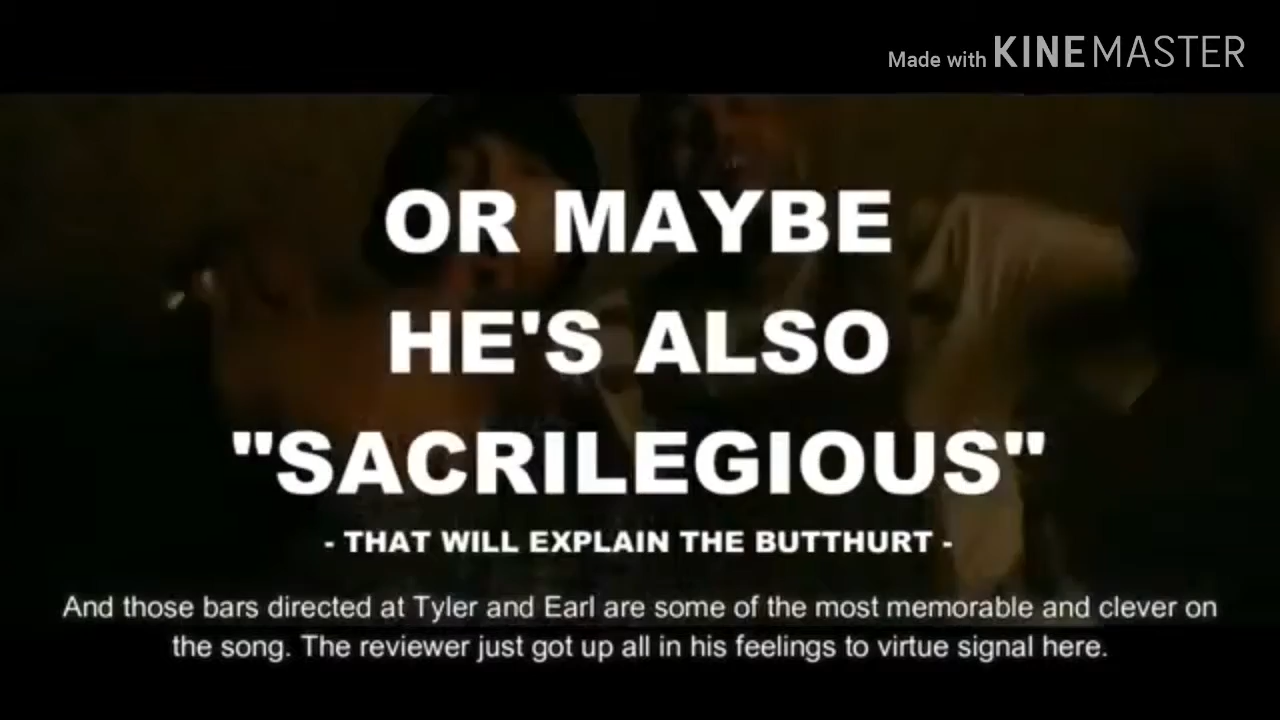 Made with KINEMASTER
OR MAYBE
HE'S ALSO
"SACRILEGIOUS"
- THAT WILL EXPLAIN THE BUTTHURT -
And those bars directed at Tyler and Earl are some of the most memorable and clever on
the song. The reviewer just got up all in his feelings to virtue signal here.